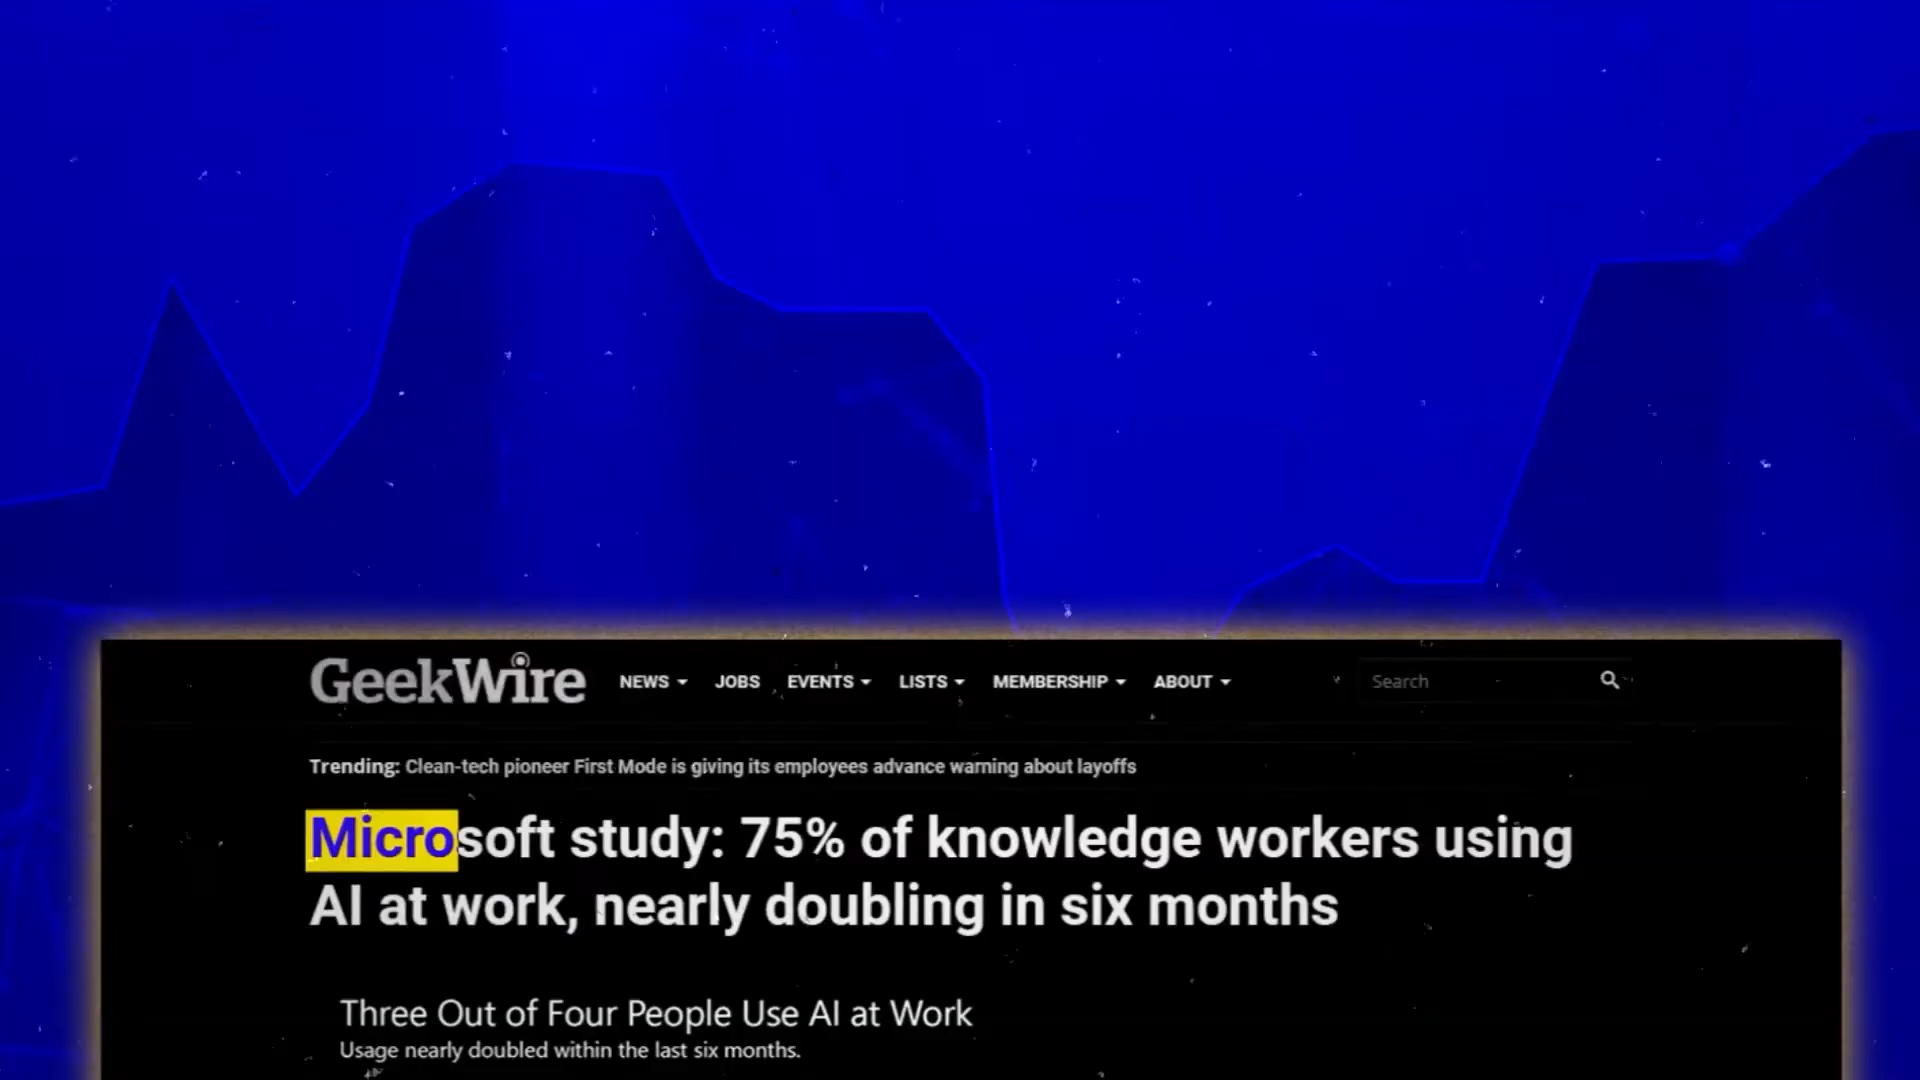 GeekWire NEWS JOBS EVENTS LISTS MEMBERSHIP ABOUT Search
Trending: Clean-tech pioneer First Mode is giving its employees advance warning about layoffs
Microsoft study: 75% of knowledge workers using
AI at work, nearly doubling in six months
Three Out of Four People Use AI at Work
Usage nearly doubled within the last six months.